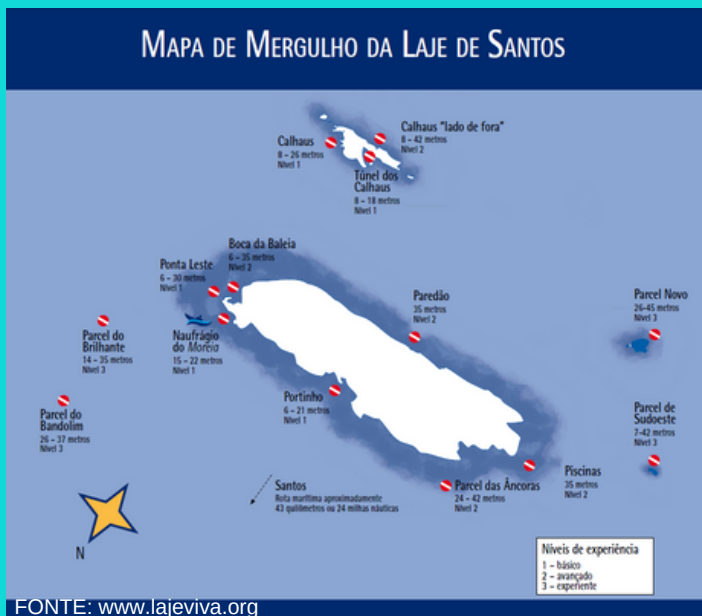 MAPA DE MERGULHO DA LAJE DE SANTOS
Calhaus
8 – 26 metros
Nível 1
Calhaus "lado de fora"
8 – 42 metros
Nível 2
Túnel dos
Calhaus
8 – 18 metros
Nível 1
Boca da Baleia
6 – 35 metros
Nível 2
Ponta Leste
6 – 30 metros
Nível 1
Paredão
35 metros
Nível 2
Parcel Novo
26-45 metros
Nível 3
Parcel do
Brilhante
14 – 35 metros
Nível 3
Naufrágio
do Moréia
15 – 22 metros
Nível 1
Portinho
6 – 21 metros
Nível 1
Parcel do
Bandolim
26 – 37 metros
Nível 3
Parcel de
Sudoeste
7-42 metros
Nível 3
Piscinas
35 metros
Nível 2
Parcel das Âncoras
24 – 42 metros
Nível 2
Santos
Rota marítima aproximadamente
43 quilômetros ou 24 milhas náuticas
N
Níveis de experiência
1 – básico
2 – avançado
3 – experiente
FONTE: www.lajeviva.org